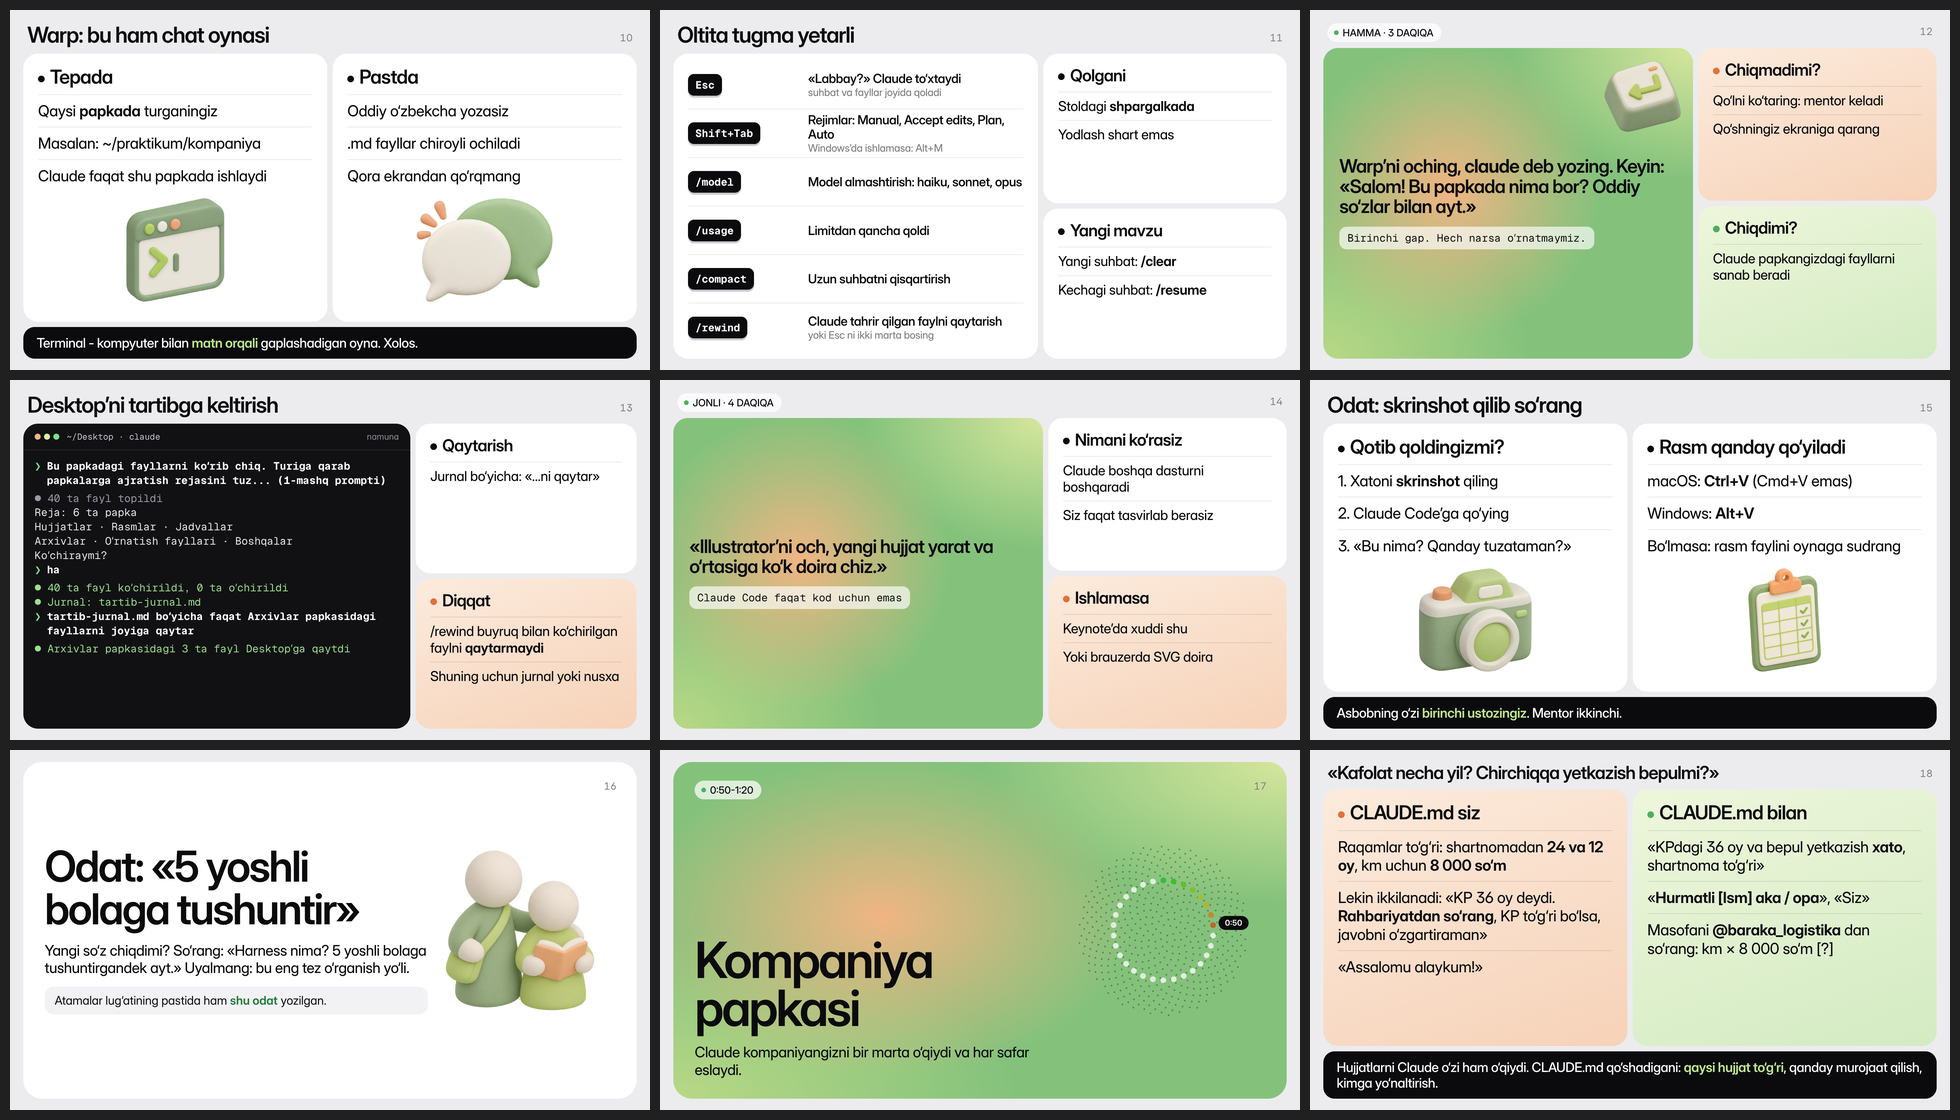 Warp: bu ham chat oynasi
10
Tepada
Qaysi papkada turganingiz
Masalan: ~/praktikum/kompaniya
Claude faqat shu papkada ishlaydi
Pastda
Oddiy o‘zbekcha yozasiz
.md fayllar chiroyli ochiladi
Qora ekrandan qo‘rqmang
Terminal - kompyuter bilan matn orqali gaplashadigan oyna. Xolos.
Oltita tugma yetarli
11
Esc
«Labbay?» Claude to‘xtaydi
suhbat va fayllar joyida qoladi
Shift+Tab
Rejimlar: Manual, Accept edits, Plan,
Auto
Windows’da ishlamasa: Alt+M
/model
Model almashtirish: haiku, sonnet, opus
/usage
Limitdan qancha qoldi
/compact
Uzun suhbatni qisqartirish
/rewind
Claude tahrir qilgan faylni qaytarish
yoki Esc ni ikki marta bosing
Qolgani
Stoldagi shpargalkada
Yodlash shart emas
Yangi mavzu
Yangi suhbat: /clear
Kechagi suhbat: /resume
HAMMA · 3 DAQIQA
12
Warp’ni oching, claude deb yozing. Keyin:
«Salom! Bu papkada nima bor? Oddiy
so‘zlar bilan ayt.»
Birinchi gap. Hech narsa o‘rnatmaymiz.
Chiqmadimi?
Qo‘lni ko‘taring: mentor keladi
Qo‘shningiz ekraniga qarang
Chiqdimi?
Claude papkangizdagi fayllarni
sanab beradi
Desktop’ni tartibga keltirish
13
~/Desktop · claude
namuna
❯ Bu papkadagi fayllarni ko‘rib chiq. Turiga qarab
papkalarga ajratish rejasini tuz... (1-mashq prompti)
40 ta fayl topildi
Reja: 6 ta papka
Hujjatlar · Rasmlar · Jadvallar
Arxivlar · O‘rnatish fayllari · Boshqalar
Ko‘chiraymi?
❯ ha
40 ta fayl ko‘chirildi, 0 ta o‘chirildi
Jurnal: tartib-jurnal.md
❯ tartib-jurnal.md bo‘yicha faqat Arxivlar papkasidagi
fayllarni joyiga qaytar
Arxivlar papkasidagi 3 ta fayl Desktop’ga qaytdi
Qaytarish
Jurnal bo‘yicha: «...ni qaytar»
Diqqat
/rewind buyruq bilan ko‘chirilgan
faylni qaytarmaydi
Shuning uchun jurnal yoki nusxa
JONLI · 4 DAQIQA
14
«Illustrator’ni och, yangi hujjat yarat va
o‘rtasiga ko‘k doira chiz.»
Claude Code faqat kod uchun emas
Nimani ko‘rasiz
Claude boshqa dasturni
boshqaradi
Siz faqat tasvirlab berasiz
Ishlamasa
Keynote’da xuddi shu
Yoki brauzerda SVG doira
Odat: skrinshot qilib so‘rang
15
Qotib qoldingizmi?
1. Xatoni skrinshot qiling
2. Claude Code’ga qo‘ying
3. «Bu nima? Qanday tuzataman?»
Rasm qanday qo‘yiladi
macOS: Ctrl+V (Cmd+V emas)
Windows: Alt+V
Bo‘lmasa: rasm faylini oynaga sudrang
Asbobning o‘zi birinchi ustozingiz. Mentor ikkinchi.
16
Odat: «5 yoshli
bolaga tushuntir»
Yangi so‘z chiqdimi? So‘rang: «Harness nima? 5 yoshli bolaga
tushuntirgandek ayt.» Uyalmang: bu eng tez o‘rganish yo‘li.
Atamalar lug‘atining pastida ham shu odat yozilgan.
0:50-1:20
17
0:50
Kompaniya
papkasi
Claude kompaniyangizni bir marta o‘qiydi va har safar
eslaydi.
«Kafolat necha yil? Chirchiqqa yetkazish bepulmi?»
18
CLAUDE.md siz
Raqamlar to‘g‘ri: shartnomadan 24 va 12
oy, km uchun 8 000 so‘m
Lekin ikkilanadi: «KP 36 oy deydi.
Rahbariyatdan so‘rang, KP to‘g‘ri bo‘lsa,
javobni o‘zgartiraman»
«Assalomu alaykum!»
CLAUDE.md bilan
«KPdagi 36 oy va bepul yetkazish xato,
shartnoma to‘g‘ri»
«Hurmatli [Ism] aka / opa», «Siz»
Masofani @baraka_logistika dan
so‘rang: km × 8 000 so‘m [?]
Hujjatlarni Claude o‘zi ham o‘qiydi. CLAUDE.md qo‘shadigani: qaysi hujjat to‘g‘ri, qanday murojaat qilish,
kimga yo‘naltirish.